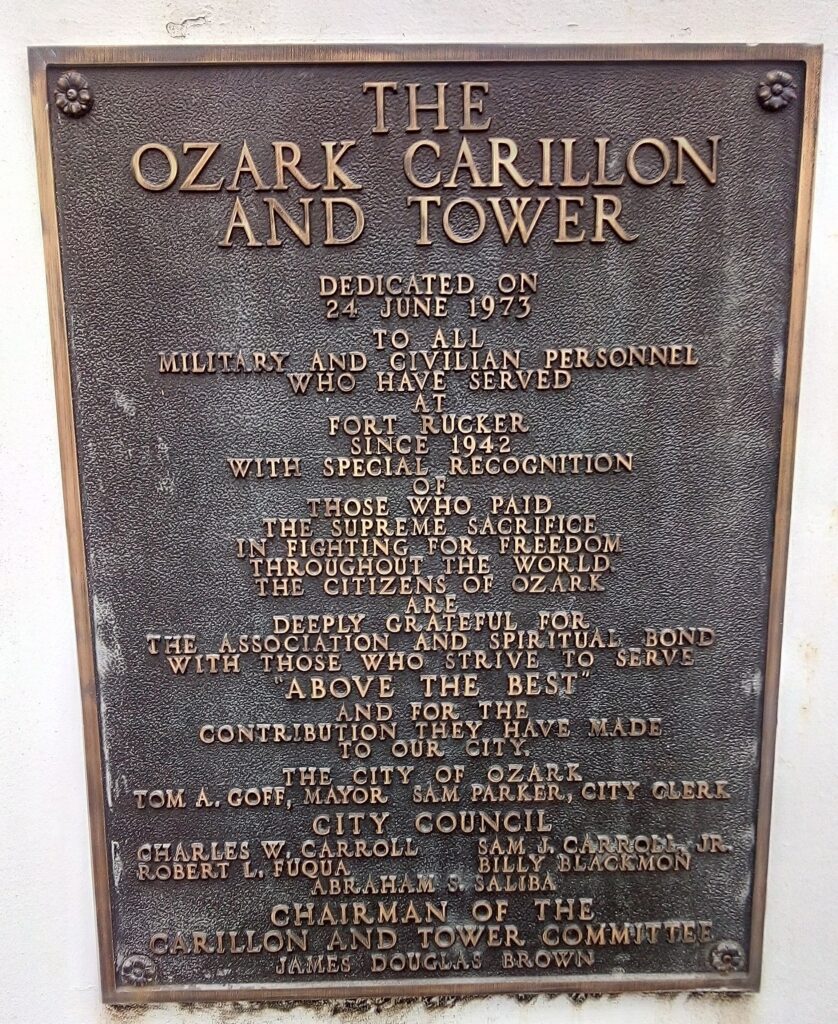 THE
OZARK CARILLON
AND TOWER
DEDICATED ON
24 JUNE 1973
TO ALL
MILITARY AND CIVILIAN PERSONNEL
WHO HAVE SERVED
AT
FORT RUCKER
SINCE 1942
WITH SPECIAL RECOGNITION
OF
THOSE WHO PAID
THE SUPREME SACRIFICE
IN FIGHTING FOR FREEDOM
THROUGHOUT THE WORLD.
THE CITIZENS OF OZARK
ARE
DEEPLY GRATEFUL FOR
THE ASSOCIATION AND SPIRITUAL BOND
WITH THOSE WHO STRIVE TO SERVE
"ABOVE THE BEST"
AND FOR THE
CONTRIBUTION THEY HAVE MADE
TO OUR CITY.
THE CITY OF OZARK
TOM A. GOFF, MAYOR SAM PARKER, CITY CLERK
CITY COUNCIL
CHARLES W. CARROLL SAM J. CARROLL, JR.
ROBERT L. FUQUA BILLY BLACKMON
ABRAHAM S. SALIBA
CHAIRMAN OF THE
CARILLON AND TOWER COMMITTEE
JAMES DOUGLAS BROWN